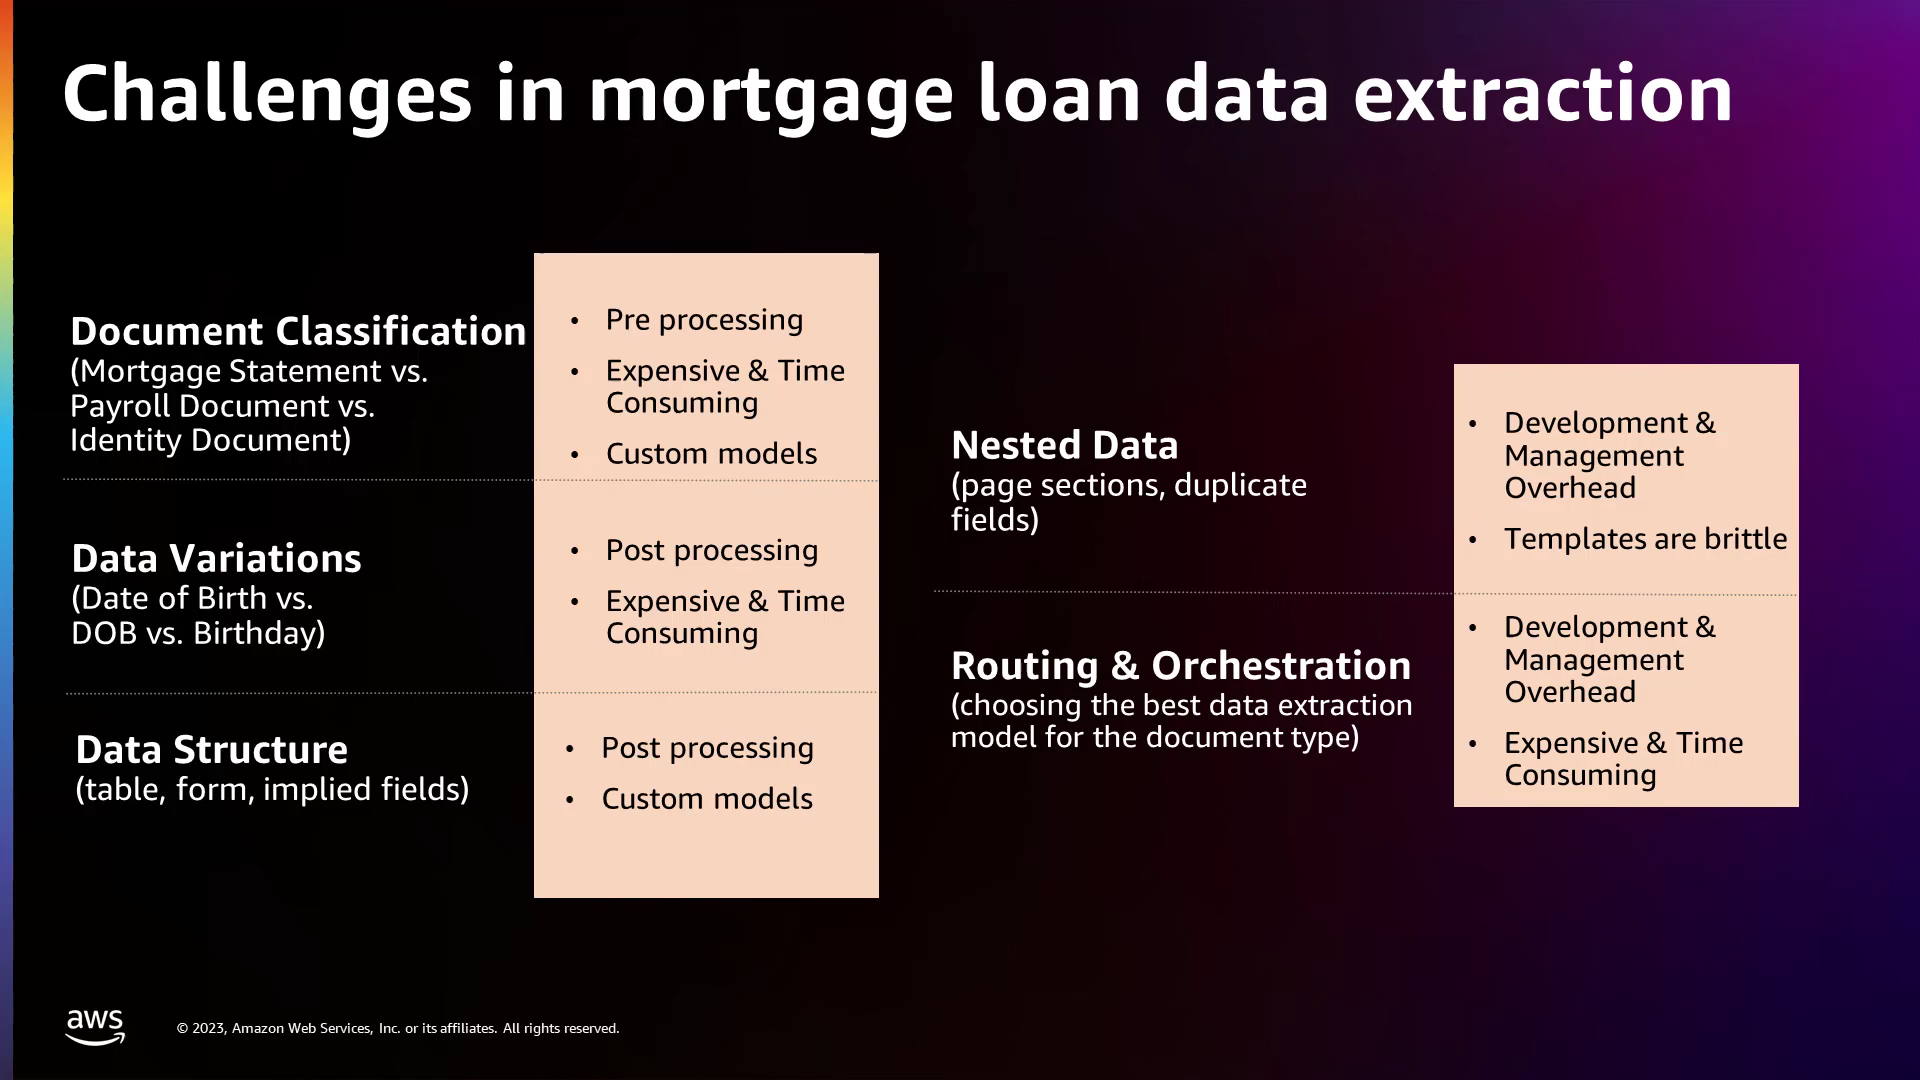 Challenges in mortgage loan data extraction
Document Classification
(Mortgage Statement vs.
Payroll Document vs.
Identity Document)
• Pre processing
• Expensive & Time
Consuming
• Custom models
Data Variations
(Date of Birth vs.
DOB vs. Birthday)
• Post processing
• Expensive & Time
Consuming
Data Structure
(table, form, implied fields)
• Post processing
• Custom models
Nested Data
(page sections, duplicate
fields)
• Development &
Management
Overhead
• Templates are brittle
Routing & Orchestration
(choosing the best data extraction
model for the document type)
• Development &
Management
Overhead
• Expensive & Time
Consuming
aws
© 2023, Amazon Web Services, Inc. or its affiliates. All rights reserved.